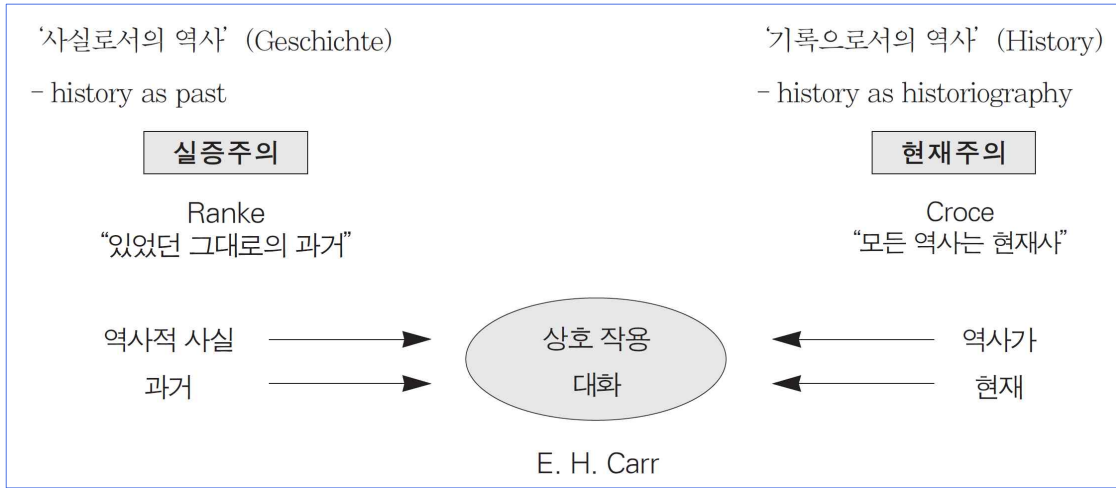 ‘사실로서의 역사’ (Geschichte)
- history as past
실증주의
Ranke
“있었던 그대로의 과거”
‘기록으로서의 역사’ (History)
- history as historiography
현재주의
Croce
“모든 역사는 현재사”
역사적 사실
상호 작용
역사가
과거
대화
현재
E. H. Carr